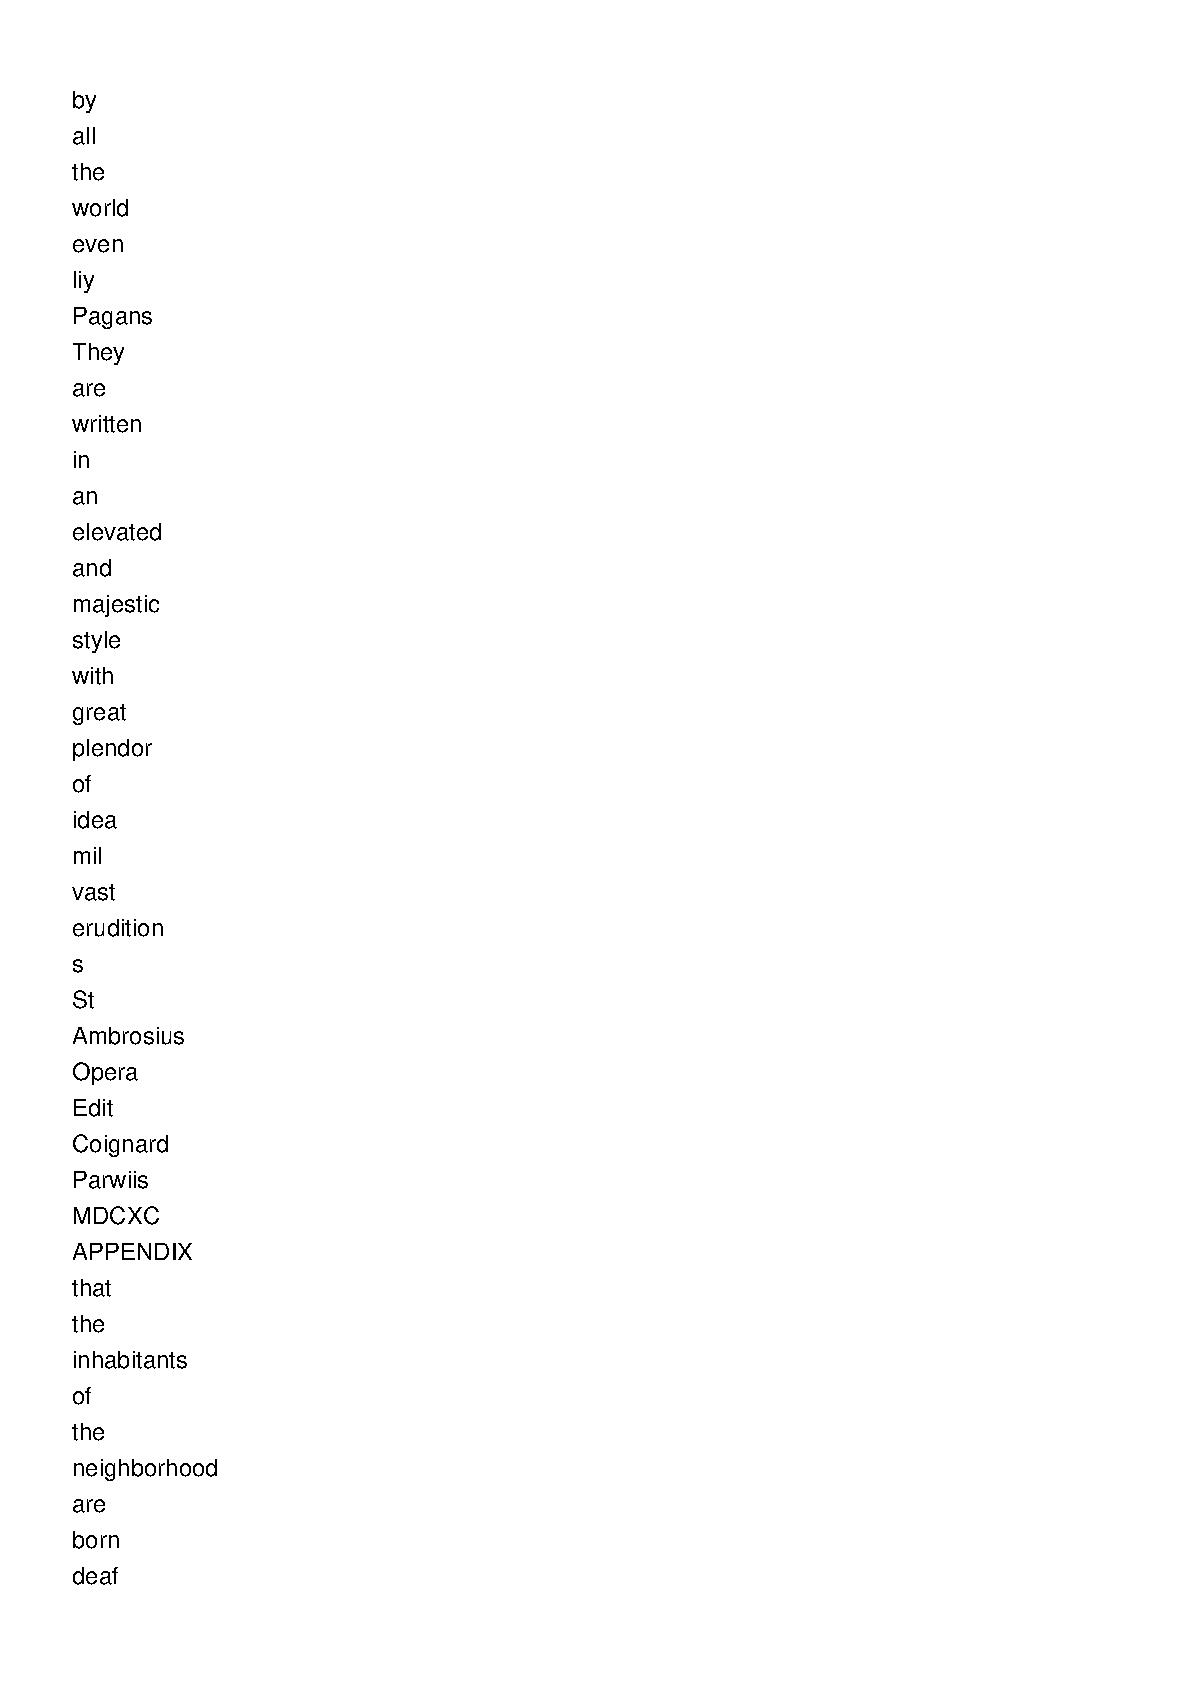 by
all
the
world
even
liy
Pagans
They
are
written
in
an
elevated
and
majestic
style
with
great
plendor
of
idea
mil
vast
erudition
s
St
Ambrosius
Opera
Edit
Coignard
Parwiis
MDCXC
APPENDIX
that
the
inhabitants
of
the
neighborhood
are
born
deaf